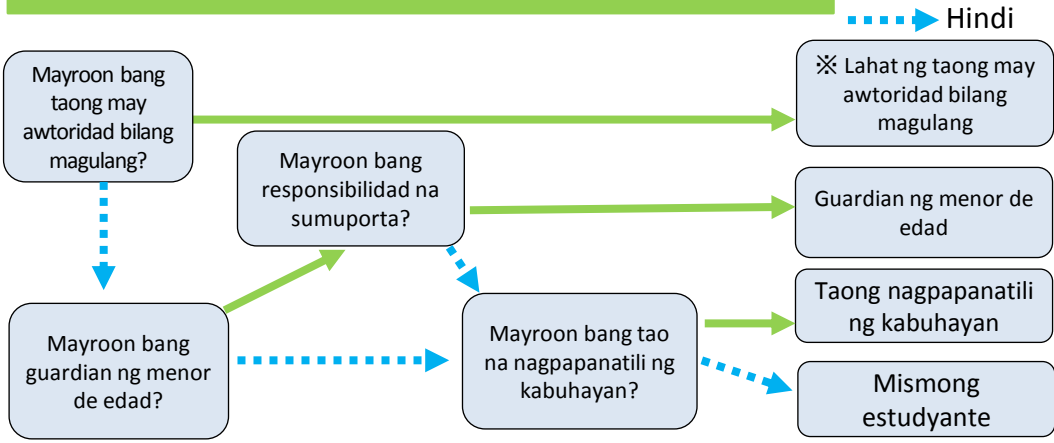 Hindi
Mayroon bang
taong may
awtoridad bilang
magulang?
※ Lahat ng taong may
awtoridad bilang
magulang
Mayroon bang
responsibilidad na
sumuporta?
Guardian ng menor de
edad
Mayroon bang
guardian ng menor
de edad?
Mayroon bang tao
na nagpapanatili ng
kabuhayan?
Taong nagpapanatili
ng kabuhayan
Mismong
estudyante